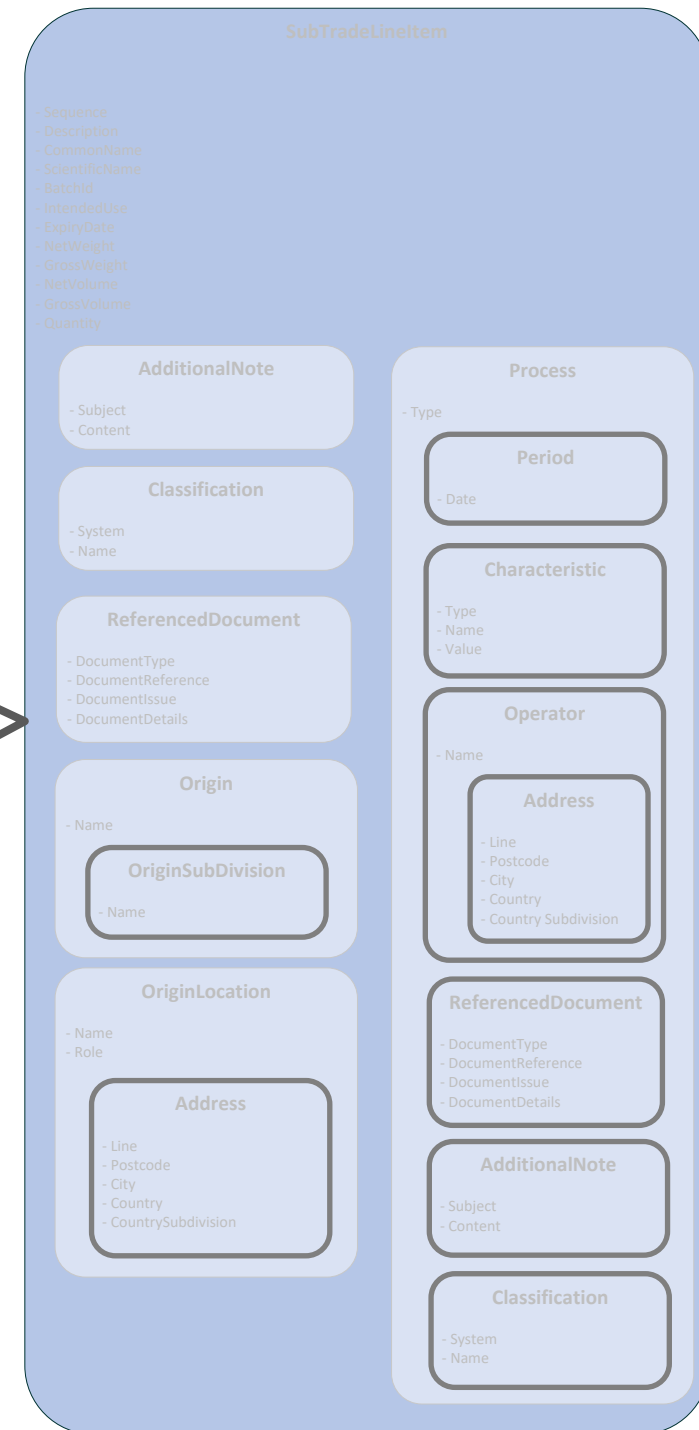 SubTradeLineItem
- Sequence
- Description
- CommonName
- ScientificName
- BatchId
- IntendedUse
- ExpiryDate
- NetWeight
- GrossWeight
- NetVolume
- GrossVolume
- Quantity
AdditionalNote
- Subject
- Content
Classification
- System
- Name
ReferencedDocument
- DocumentType
- DocumentReference
- DocumentIssue
- DocumentDetails
Origin
- Name
OriginSubDivision
- Name
OriginLocation
- Name
- Role
Address
- Line
- Postcode
- City
- Country
- CountrySubdivision
Process
- Type
Period
- Date
Characteristic
- Type
- Name
- Value
Operator
- Name
Address
- Line
- Postcode
- City
- Country
- Country Subdivision
ReferencedDocument
- DocumentType
- DocumentReference
- DocumentIssue
- DocumentDetails
AdditionalNote
- Subject
- Content
Classification
- System
- Name